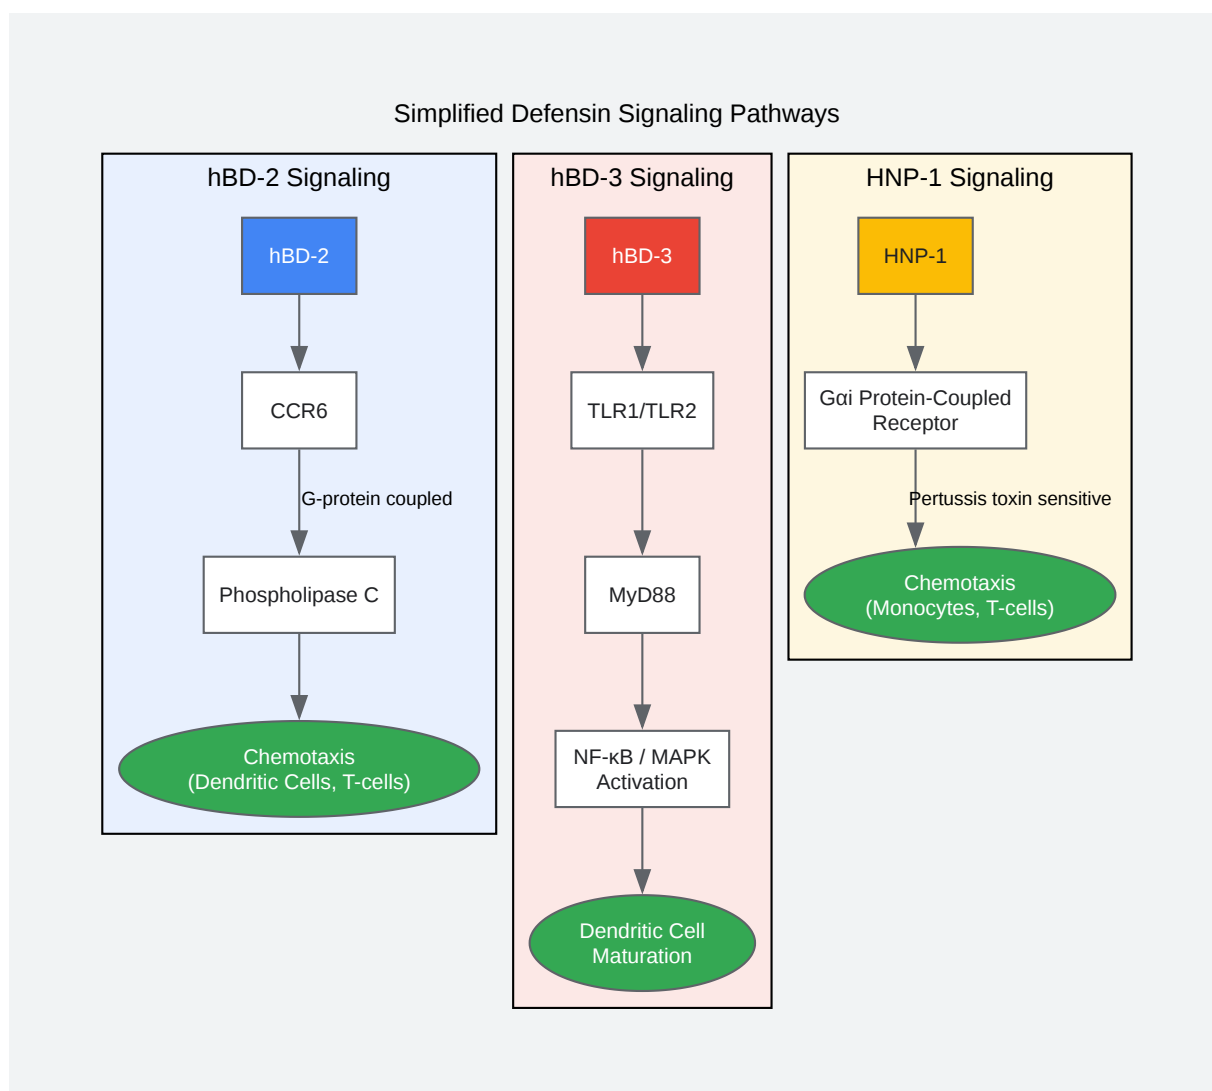 Simplified Defensin Signaling Pathways
hBD-2 Signaling
hBD-2
CCR6
G-protein coupled
Phospholipase C
Chemotaxis
(Dendritic Cells, T-cells)
hBD-3 Signaling
hBD-3
TLR1/TLR2
MyD88
NF-κB / MAPK
Activation
Dendritic Cell
Maturation
HNP-1 Signaling
HNP-1
Gαi Protein-Coupled
Receptor
Pertussis toxin sensitive
Chemotaxis
(Monocytes, T-cells)